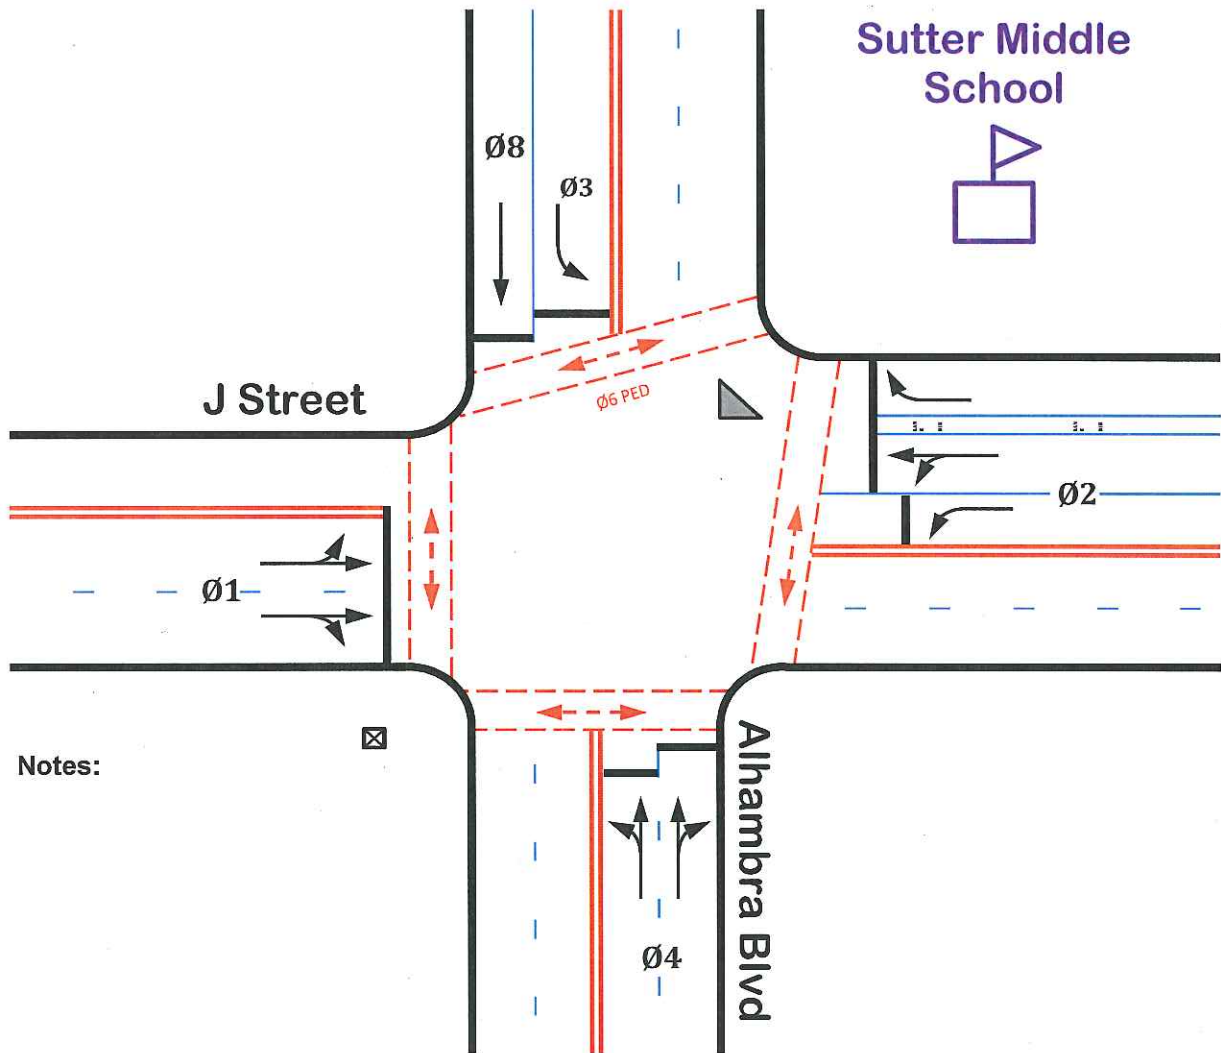 Sutter Middle
School
Ø8
Ø3
J Street
Ø6 PED
Ø2
Ø1
Notes:
Alhambra Blvd
Ø4